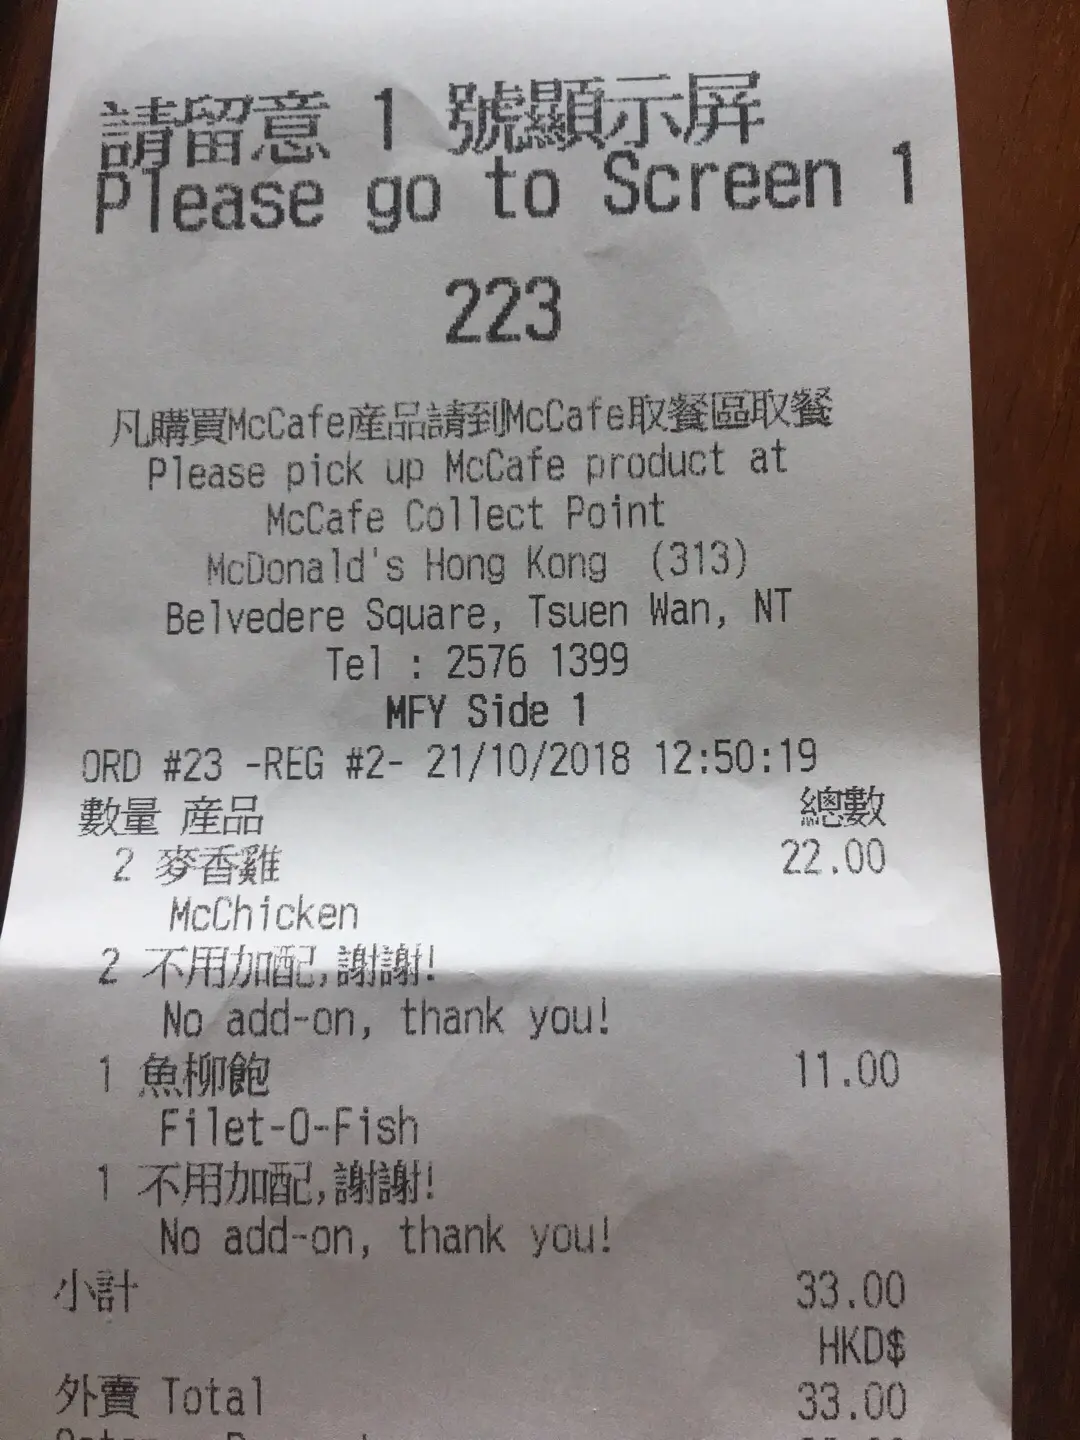 請留意 1 號顯示屏
Please go to Screen 1
223
凡購買McCafe產品請到McCafe取餐區取餐
Please pick up McCafe product at
McCafe Collect Point
McDonald's Hong Kong (313)
Belvedere Square, Tsuen Wan, NT
Tel : 2576 1399
MFY Side 1
ORD #23 -REG #2- 21/10/2018 12:50:19
數量 產品 總數
2 麥香雞 22.00
McChicken
2 不用加配,謝謝!
No add-on, thank you!
1 魚柳飽 11.00
Filet-O-Fish
1 不用加配,謝謝!
No add-on, thank you!
小計 33.00
HKD$
外賣 Total 33.00